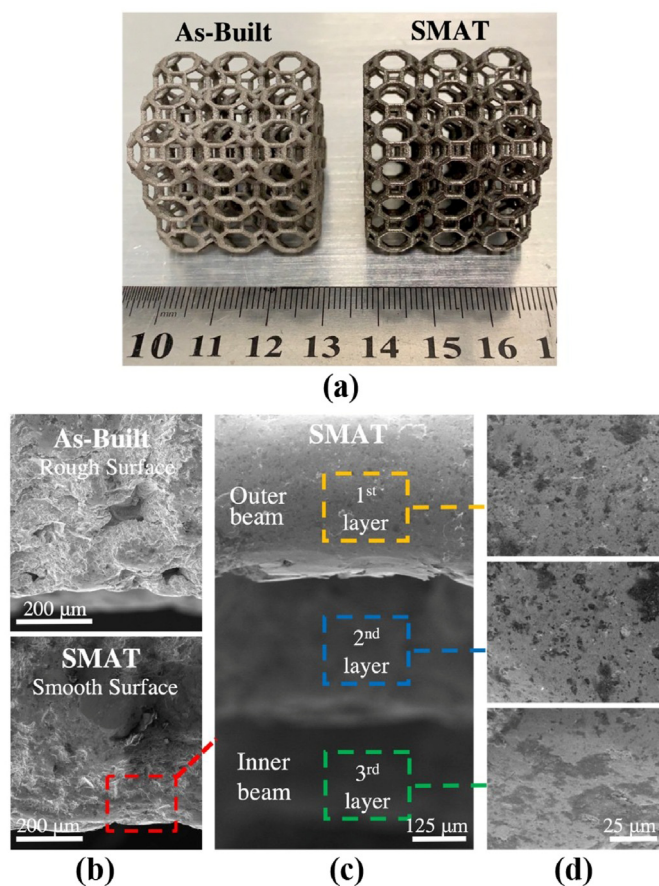 As-Built SMAT
mm
10 11 12 13 14 15 16
(a)
As-Built
Rough Surface
200 μm
SMAT
Smooth Surface
200 μm
(b)
SMAT
Outer
beam
1st
layer
2nd
layer
Inner
beam
3rd
layer
125 μm
(c)
25 μm
(d)